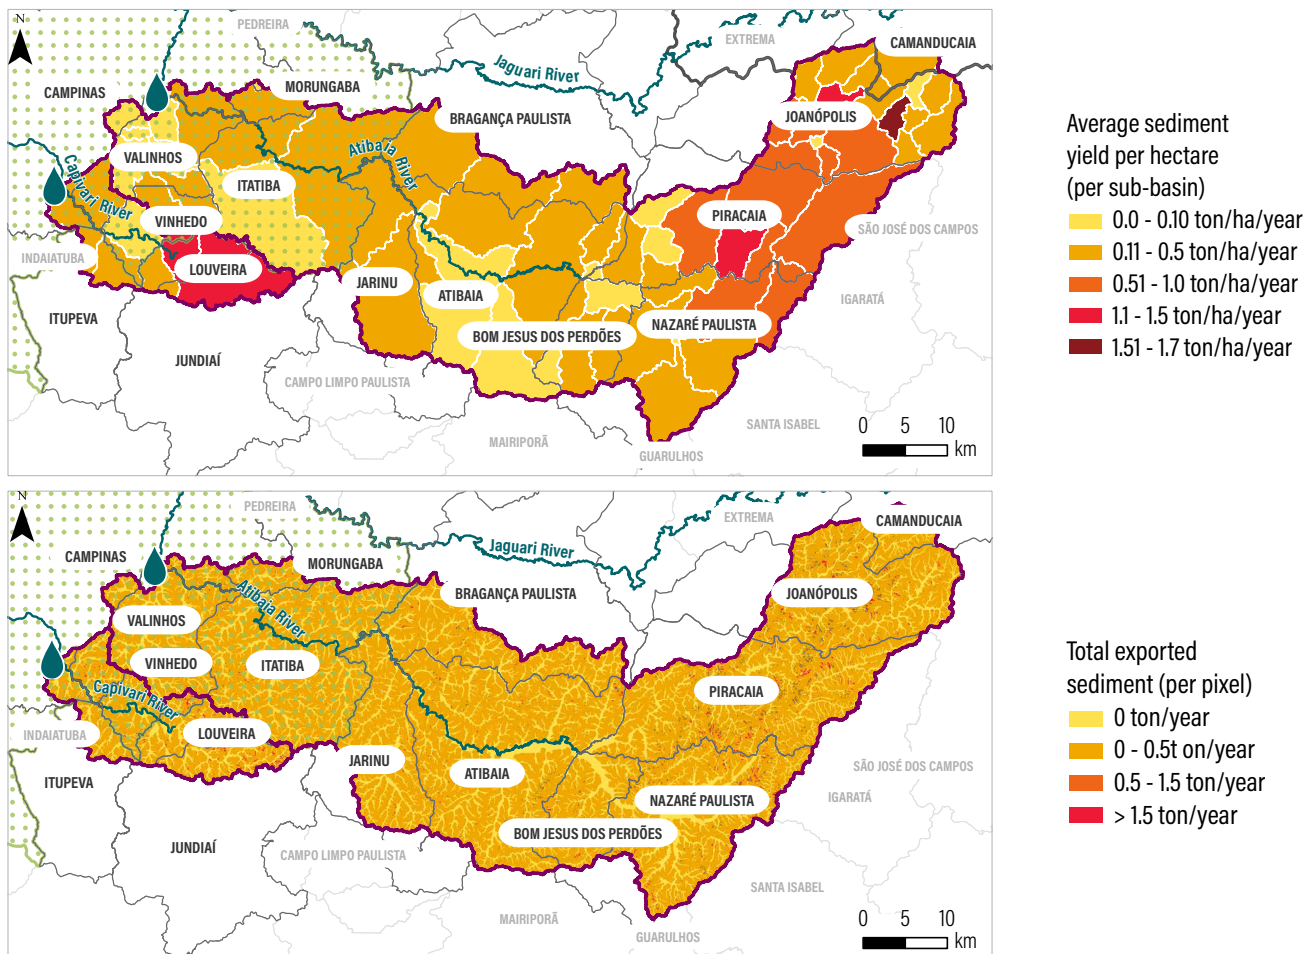 N
PEDREIRA
EXTREMA
CAMANDUCAIA
Jaguari River
CAMPINAS
MORUNGABA
BRAGANÇA PAULISTA
JOANÓPOLIS
VALINHOS
Atibaia River
Capivari River
ITATIBA
VINHEDO
PIRACAIA
SÃO JOSÉ DOS CAMPOS
INDAIATUBA
LOUVEIRA
JARINU
ATIBAIA
IGARATÁ
ITUPEVA
BOM JESUS DOS PERDÕES
NAZARÉ PAULISTA
JUNDIAÍ
CAMPO LIMPO PAULISTA
SANTA ISABEL
MAIRIPORÃ
GUARULHOS
0 5 10
km
Average sediment
yield per hectare
(per sub-basin)
0.0 - 0.10 ton/ha/year
0.11 - 0.5 ton/ha/year
0.51 - 1.0 ton/ha/year
1.1 - 1.5 ton/ha/year
1.51 - 1.7 ton/ha/year
N
PEDREIRA
EXTREMA
CAMANDUCAIA
Jaguari River
CAMPINAS
MORUNGABA
BRAGANÇA PAULISTA
JOANÓPOLIS
VALINHOS
Atibaia River
VINHEDO
ITATIBA
Capivari River
PIRACAIA
INDAIATUBA
LOUVEIRA
JARINU
ATIBAIA
SÃO JOSÉ DOS CAMPOS
ITUPEVA
NAZARÉ PAULISTA
IGARATÁ
BOM JESUS DOS PERDÕES
JUNDIAÍ
CAMPO LIMPO PAULISTA
SANTA ISABEL
MAIRIPORÃ
GUARULHOS
0 5 10
km
Total exported
sediment (per pixel)
0 ton/year
0 - 0.5t on/year
0.5 - 1.5 ton/year
> 1.5 ton/year